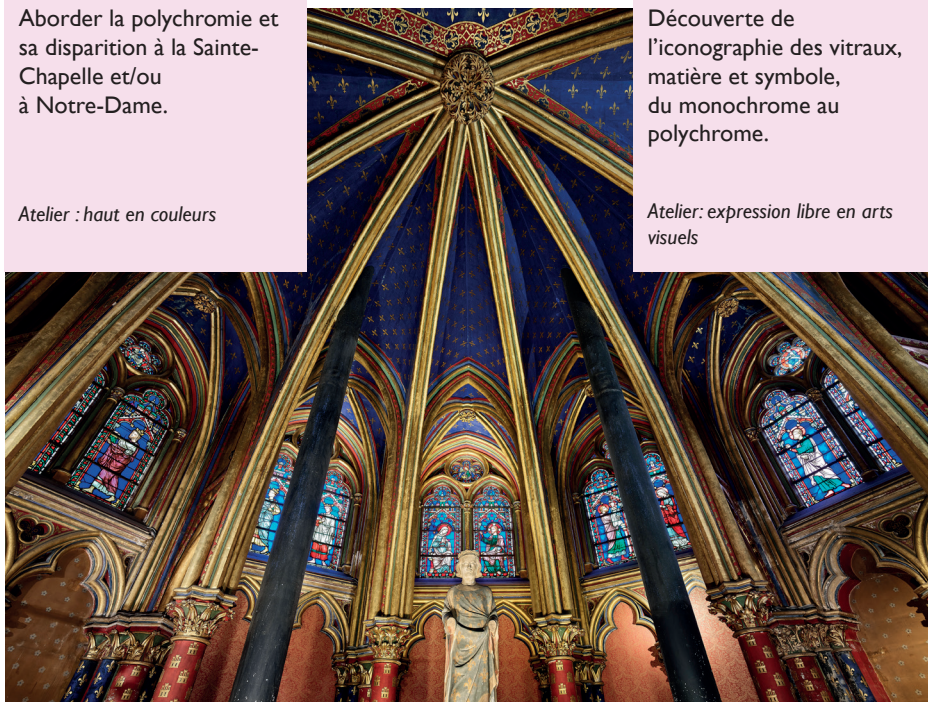 Aborder la polychromie et
sa disparition à la Sainte-
Chapelle et/ou
à Notre-Dame.
Atelier : haut en couleurs
Découverte de
l’iconographie des vitraux,
matière et symbole,
du monochrome au
polychrome.
Atelier: expression libre en arts
visuels